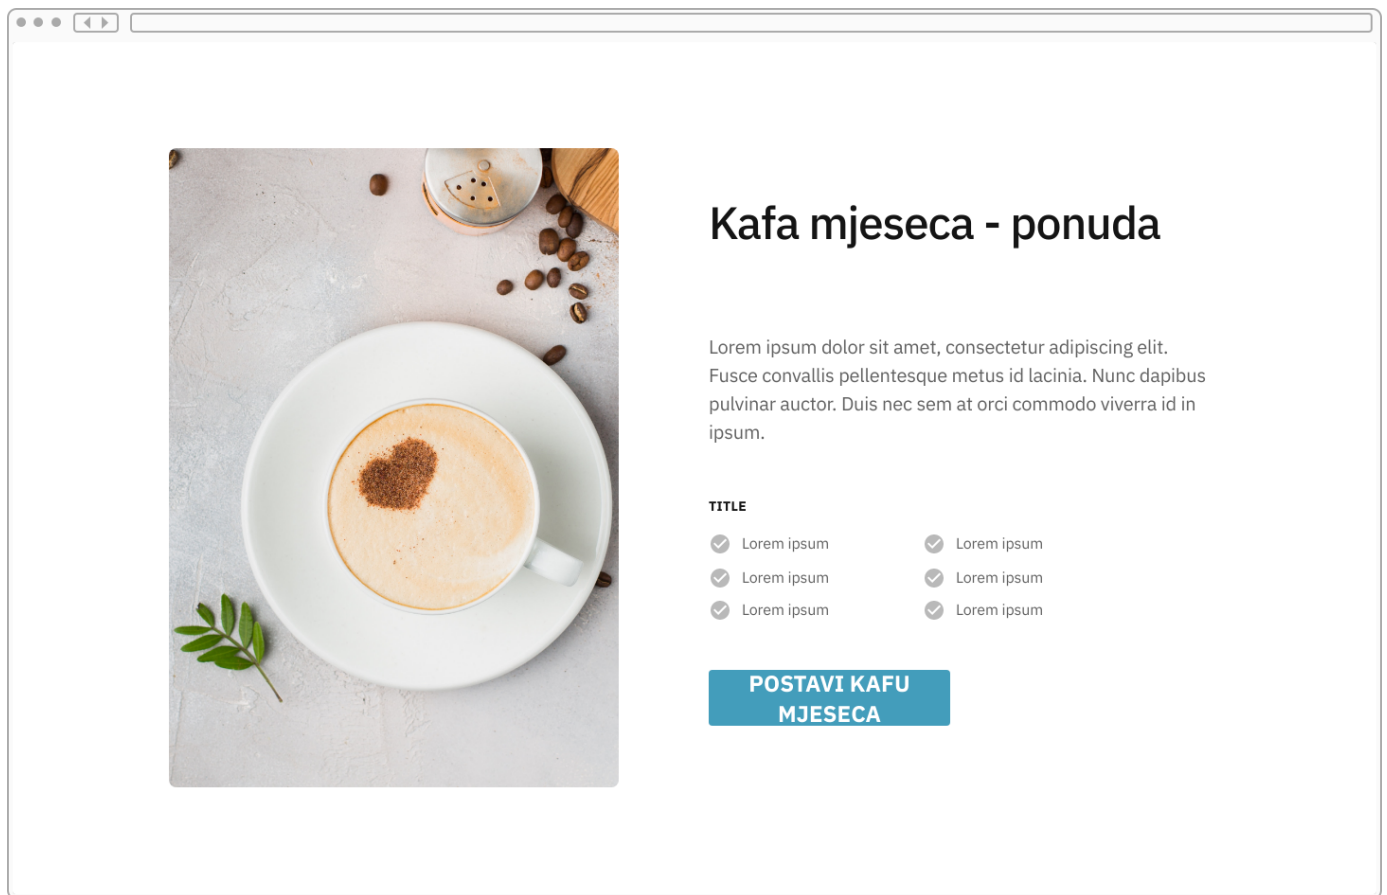 Kafa mjeseca - ponuda
Lorem ipsum dolor sit amet, consectetur adipiscing elit.
Fusce convallis pellentesque metus id lacinia. Nunc dapibus
pulvinar auctor. Duis nec sem at orci commodo viverra id in
ipsum.
TITLE
Lorem ipsum
Lorem ipsum
Lorem ipsum
Lorem ipsum
Lorem ipsum
Lorem ipsum
POSTAVI KAFU
MJESECA